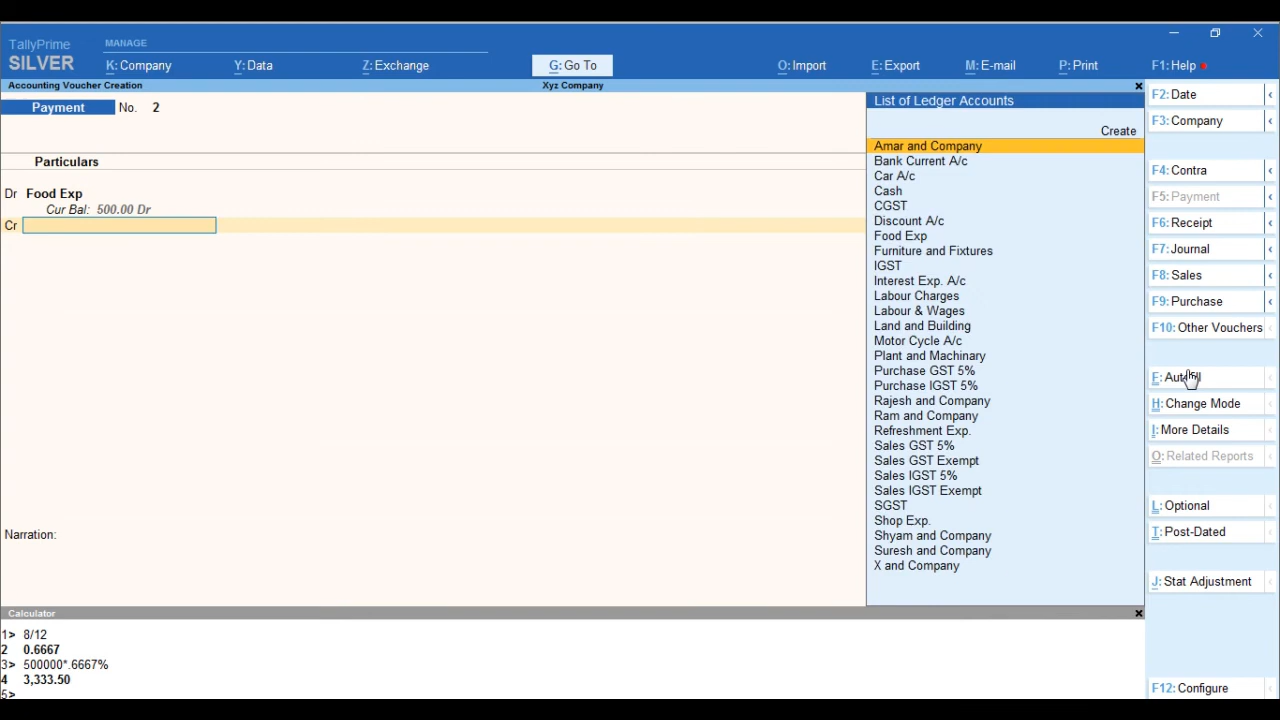 TallyPrime
SILVER
MANAGE
K: Company
Y: Data
Z: Exchange
G: Go To
O: Import
E: Export
M: E-mail
P: Print
F1: Help
Accounting Voucher Creation
Xyz Company
Payment No. 2
Particulars
Dr Food Exp
Cur Bal: 500.00 Dr
Cr
Narration:
List of Ledger Accounts
Create
Amar and Company
Bank Current A/c
Car A/c
Cash
CGST
Discount A/c
Food Exp
Furniture and Fixtures
IGST
Interest Exp. A/c
Labour Charges
Labour & Wages
Land and Building
Motor Cycle A/c
Plant and Machinery
Purchase GST 5%
Purchase IGST 5%
Rajesh and Company
Ram and Company
Refreshment Exp.
Sales GST 5%
Sales GST Exempt
Sales IGST 5%
Sales IGST Exempt
SGST
Shop Exp.
Shyam and Company
Suresh and Company
X and Company
F2: Date
F3: Company
F4: Contra
F5: Payment
F6: Receipt
F7: Journal
F8: Sales
F9: Purchase
F10: Other Vouchers
H: Change Mode
I: More Details
O: Related Reports
L: Optional
T: Post-Dated
J: Stat Adjustment
F12: Configure
Calculator
1> 8/12
2 0.6667
3> 500000*.6667%
4 3,333.50
5>